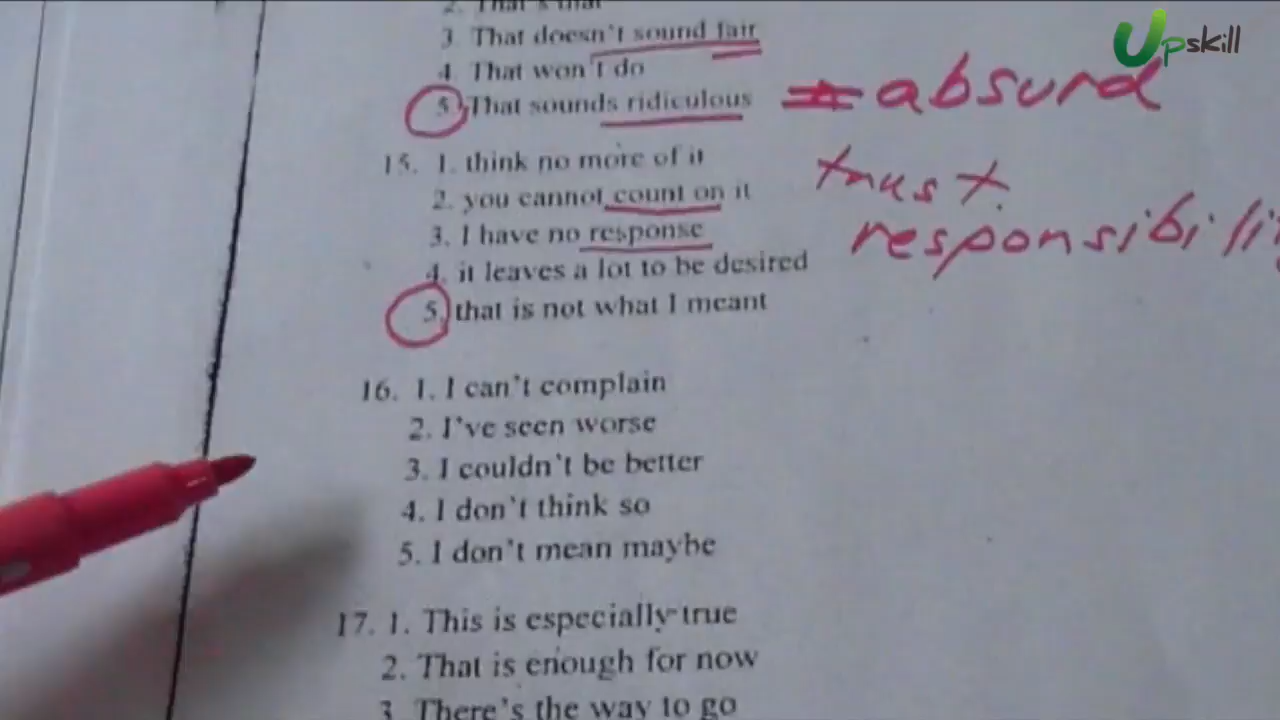 Upskill
2. That's that
3. That doesn't sound fair
4. That won't do
5. That sounds ridiculous = absurd
15. 1. think no more of it
2. you cannot count on it trust
3. I have no response
4. it leaves a lot to be desired
5. that is not what I meant
16. 1. I can't complain
2. I've seen worse
3. I couldn't be better
4. I don't think so
5. I don't mean maybe
17. 1. This is especially true
2. That is enough for now
3. There's the way to go